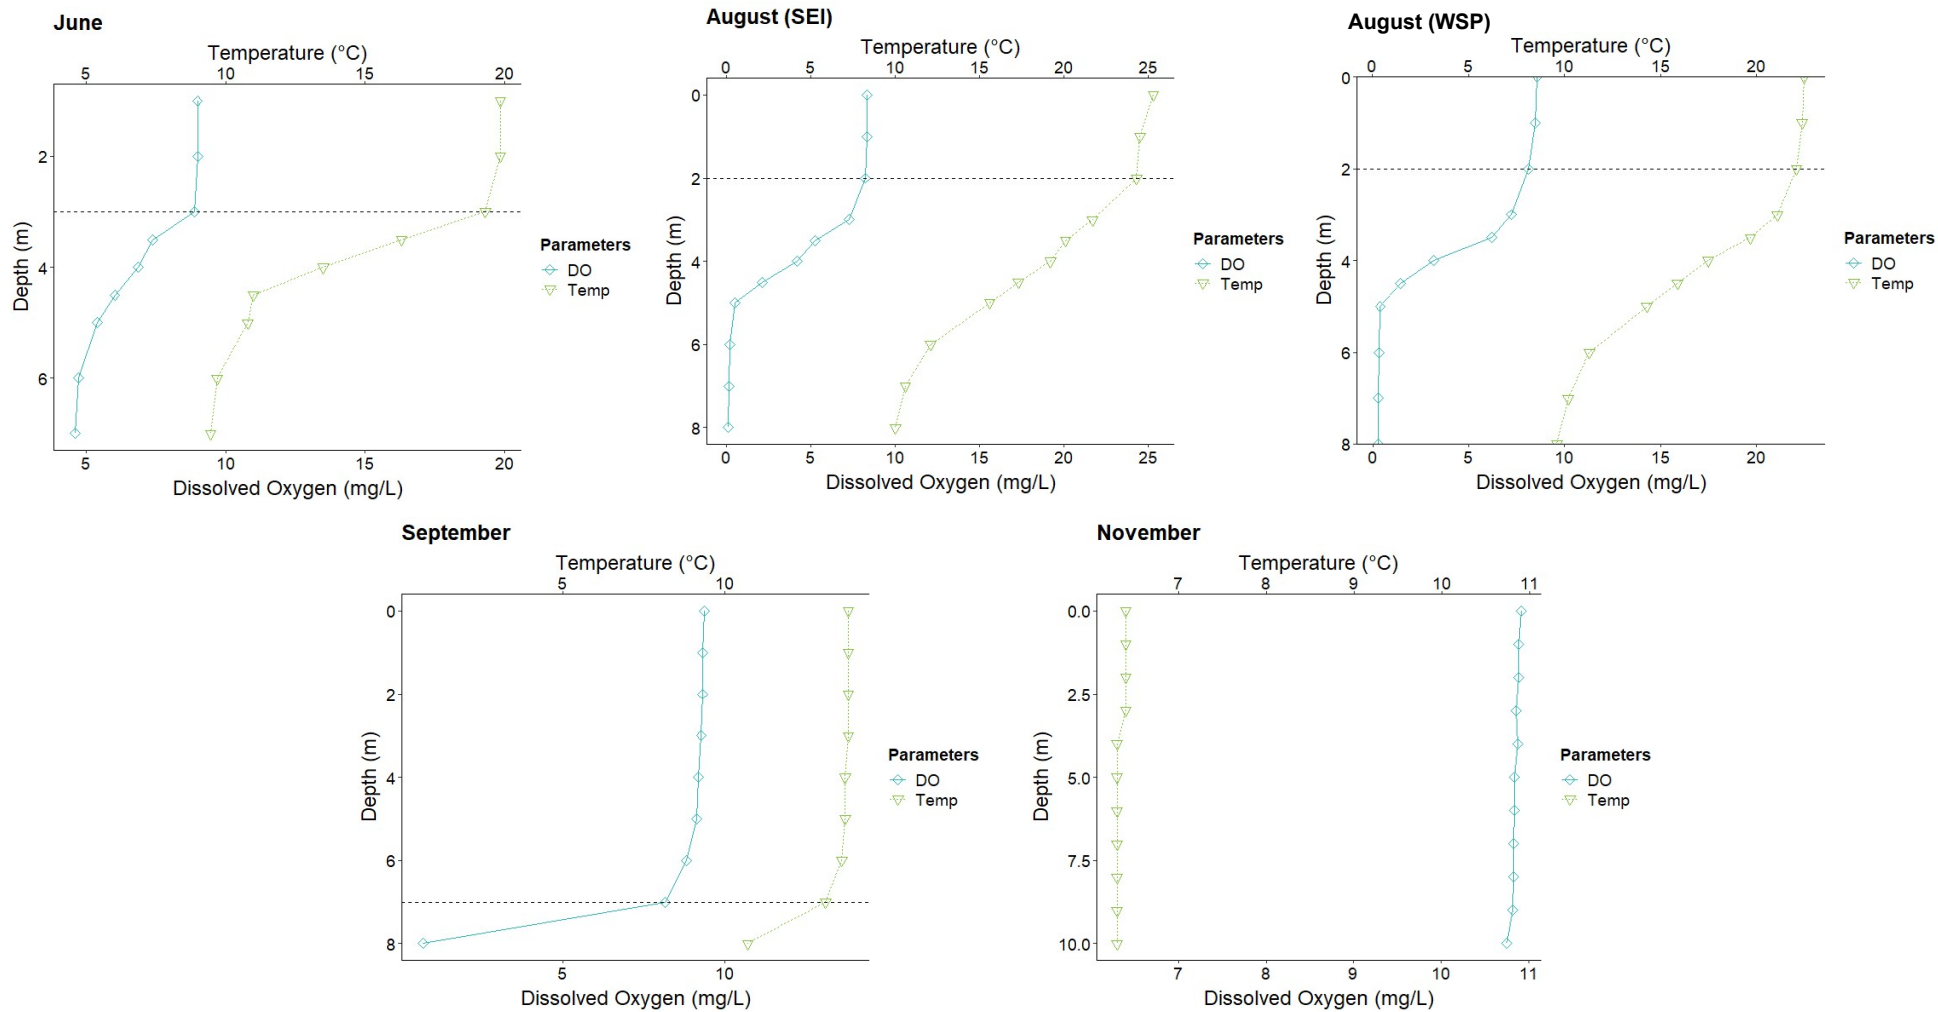 June
Temperature (°C)
5 10 15 20
2
4
6
Depth (m)
5 10 15 20
Dissolved Oxygen (mg/L)
Parameters
DO
Temp
August (SEI)
Temperature (°C)
0 5 10 15 20 25
0
2
4
6
8
Depth (m)
0 5 10 15 20 25
Dissolved Oxygen (mg/L)
Parameters
DO
Temp
August (WSP)
Temperature (°C)
0 5 10 15 20
0
2
4
6
8
Depth (m)
0 5 10 15 20
Dissolved Oxygen (mg/L)
Parameters
DO
Temp
September
Temperature (°C)
5 10
0
2
4
6
8
Depth (m)
5 10
Dissolved Oxygen (mg/L)
Parameters
DO
Temp
November
Temperature (°C)
7 8 9 10 11
0.0
2.5
5.0
7.5
10.0
Depth (m)
7 8 9 10 11
Dissolved Oxygen (mg/L)
Parameters
DO
Temp